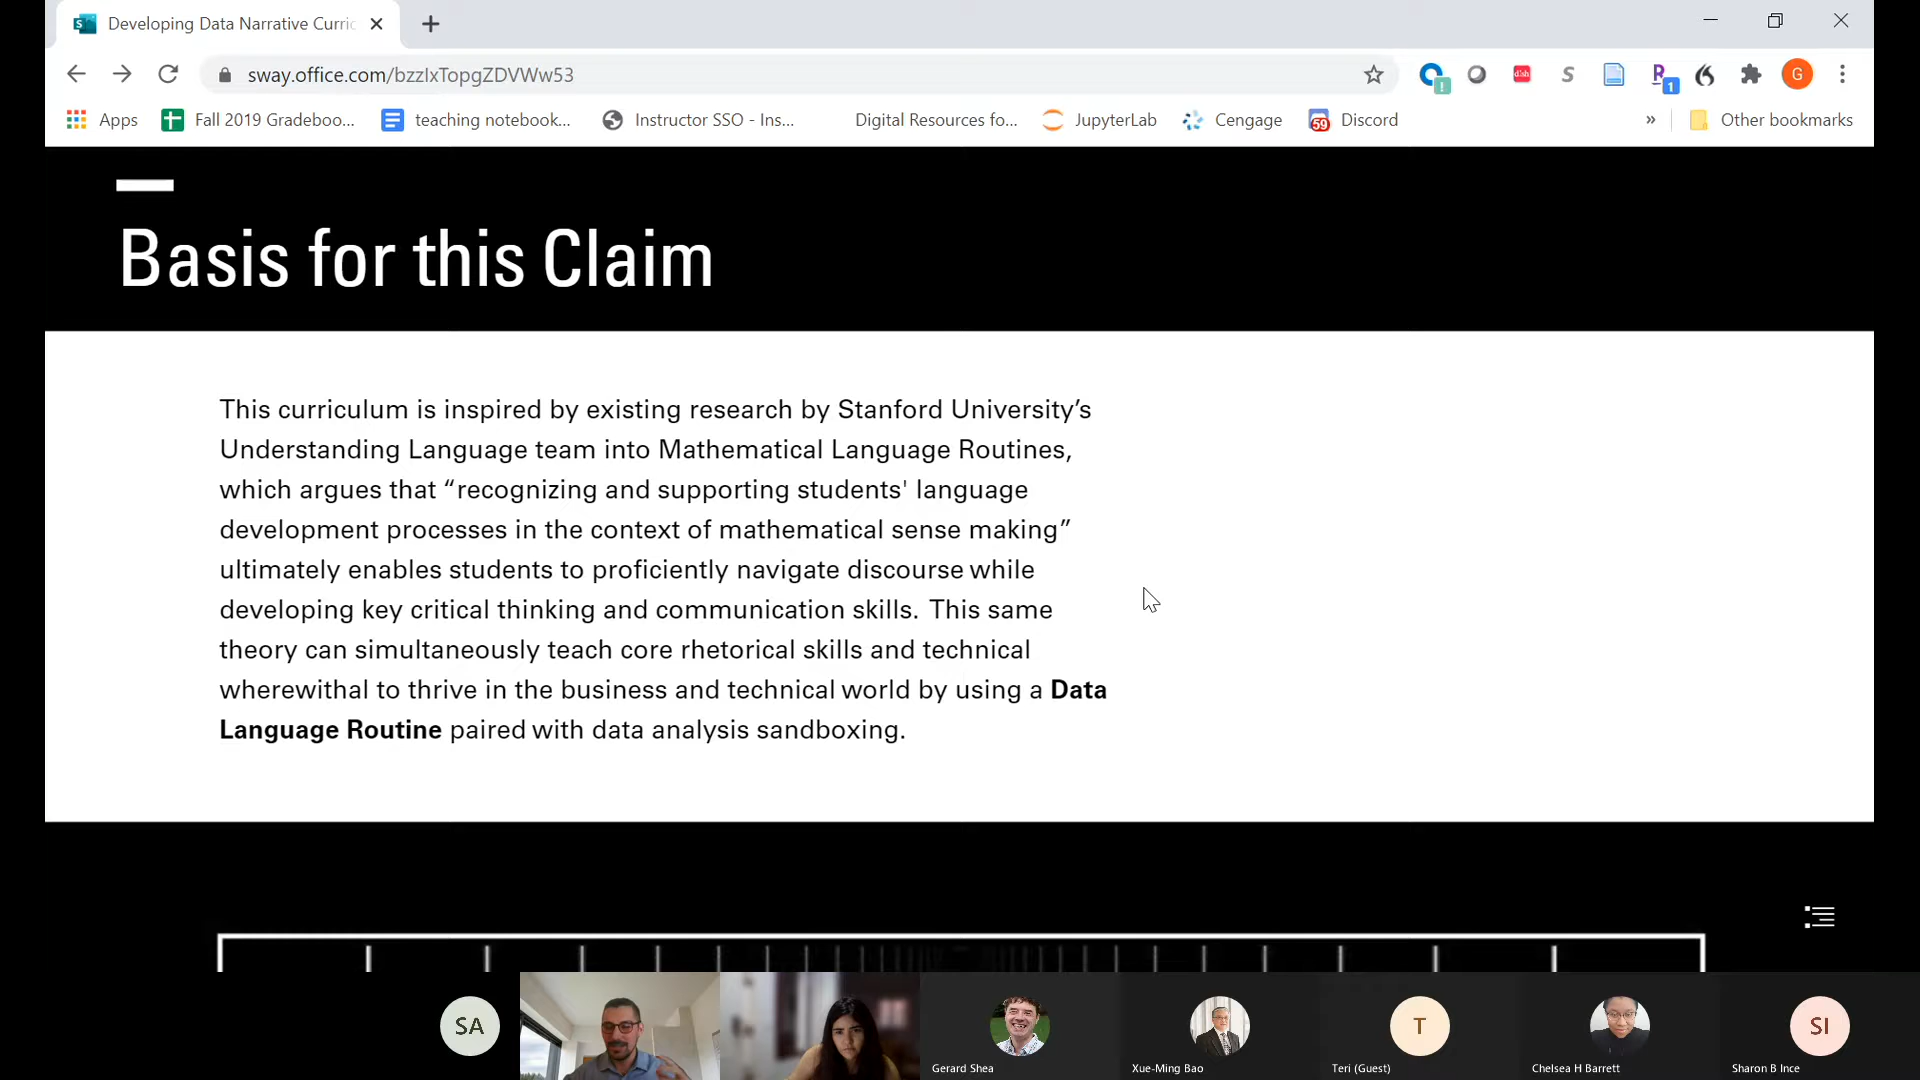 Developing Data Narrative Curric
sway.office.com/bzzIxTopgZDVWw53
Apps
Fall 2019 Gradeboo...
teaching notebook...
Instructor SSO - Ins...
Digital Resources fo...
JupyterLab
Cengage
59
Discord
»
Other bookmarks
dish
S
1
G
Basis for this Claim
This curriculum is inspired by existing research by Stanford University’s
Understanding Language team into Mathematical Language Routines,
which argues that “recognizing and supporting students' language
development processes in the context of mathematical sense making”
ultimately enables students to proficiently navigate discourse while
developing key critical thinking and communication skills. This same
theory can simultaneously teach core rhetorical skills and technical
wherewithal to thrive in the business and technical world by using a Data
Language Routine paired with data analysis sandboxing.
SA
Gerard Shea
Xue-Ming Bao
T
Teri (Guest)
Chelsea H Barrett
SI
Sharon B Ince